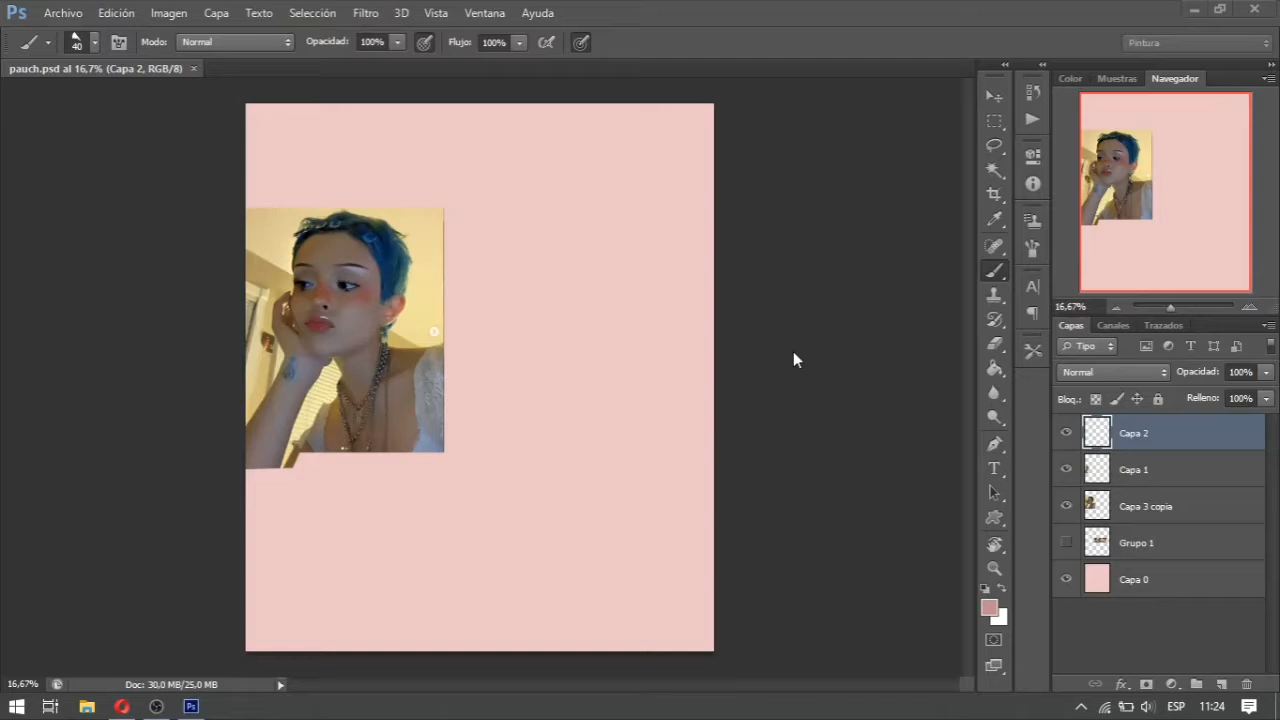 Ps Archivo Edición Imagen Capa Texto Selección Filtro 3D Vista Ventana Ayuda
40 Modo: Normal Opacidad: 100% Flujo: 100% Pintura
pauch.psd al 16,7% (Capa 2, RGB/8) ×
Color Muestras Navegador
16,67%
Capas Canales Trazados
Tipo
Normal Opacidad: 100%
Bloq.: Relleno: 100%
Capa 2
Capa 1
Capa 3 copia
Grupo 1
Capa 0
16,67% Doc: 30,0 MB/25,0 MB
Ps ESP 11:24